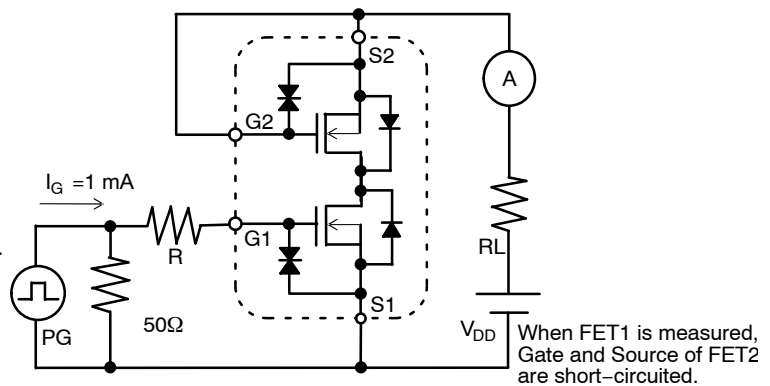 S2
A
G2
I_G =1 mA
R
G1
RL
S1
PG
50Ω
V_DD
When FET1 is measured,
Gate and Source of FET2
are short−circuited.